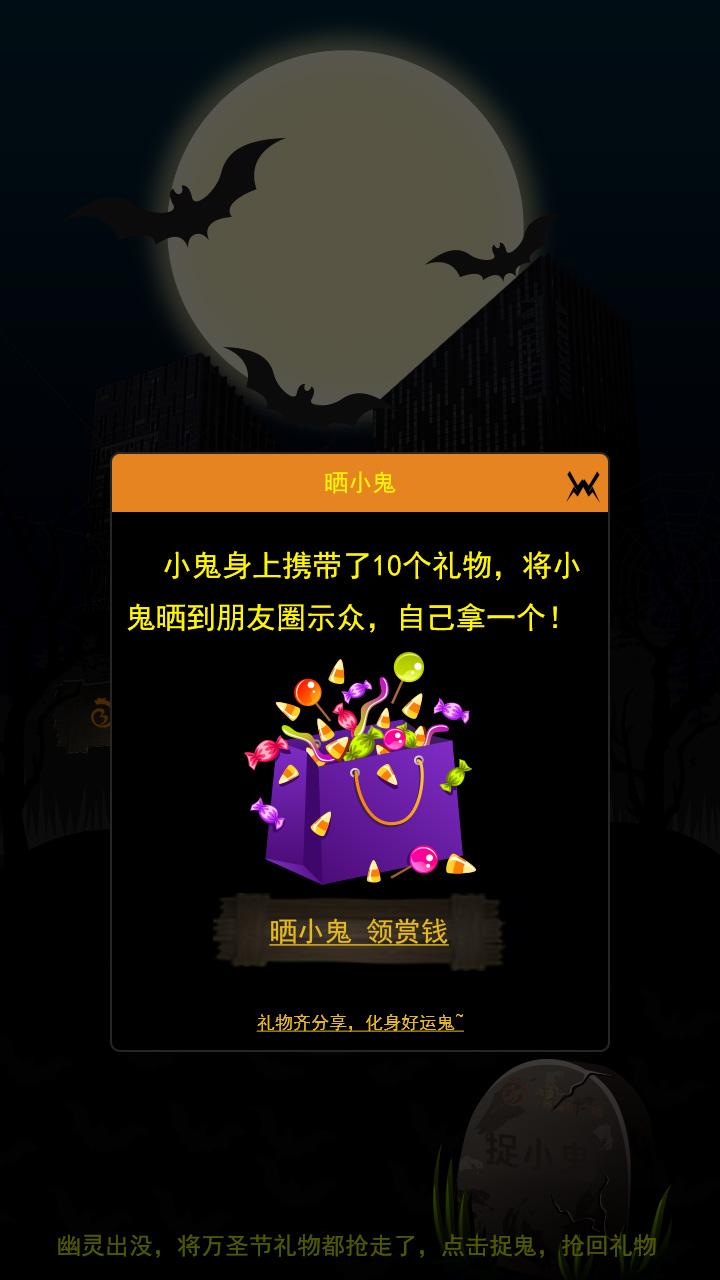 晒小鬼
小鬼身上携带了10个礼物，将小
鬼晒到朋友圈示众，自己拿一个！
晒小鬼 领赏钱
礼物齐分享，化身好运鬼~
捉小鬼
幽灵出没，将万圣节礼物都抢走了，点击捉鬼，抢回礼物